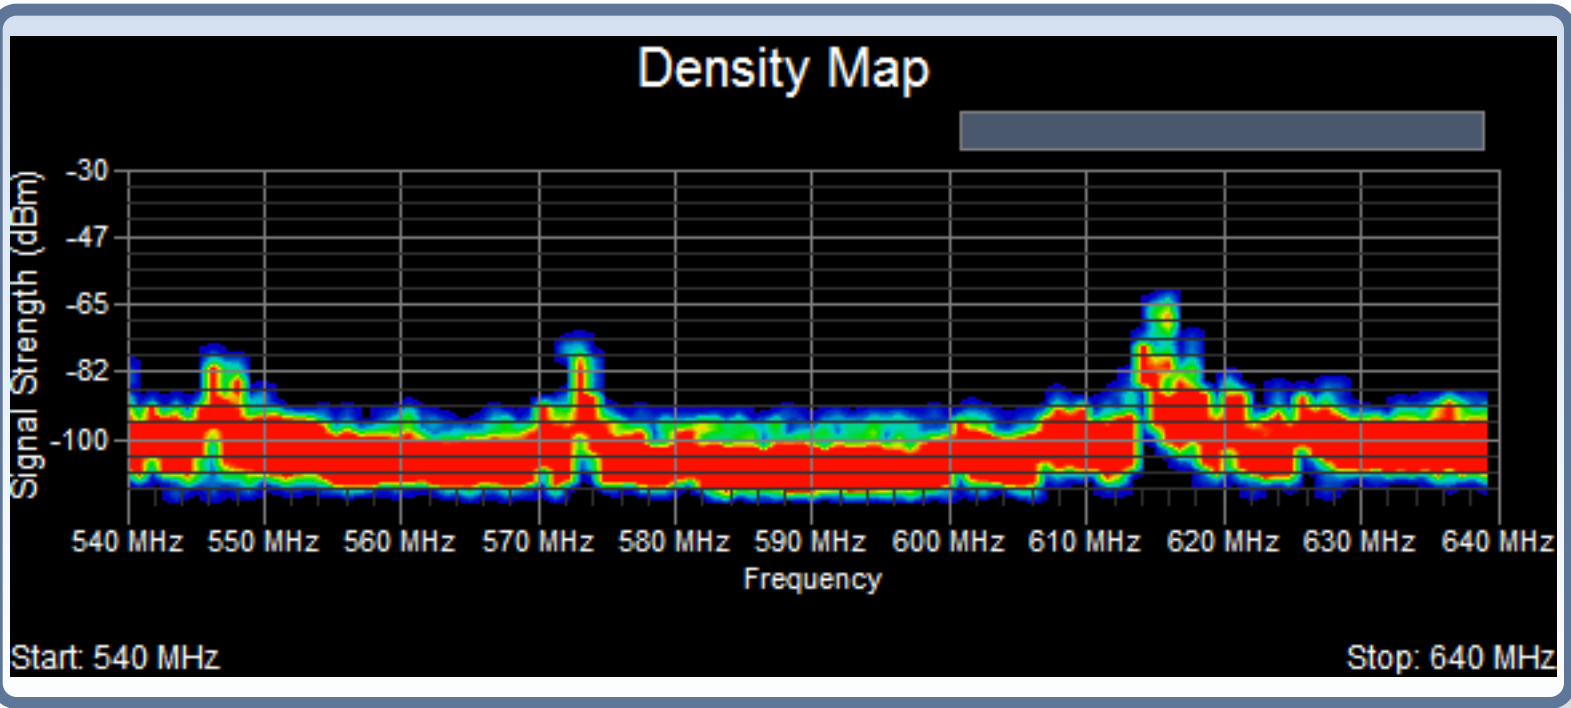 Density Map
Signal Strength (dBm)
-30
-47
-65
-82
-100
540 MHz 550 MHz 560 MHz 570 MHz 580 MHz 590 MHz 600 MHz 610 MHz 620 MHz 630 MHz 640 MHz
Frequency
Start: 540 MHz
Stop: 640 MHz